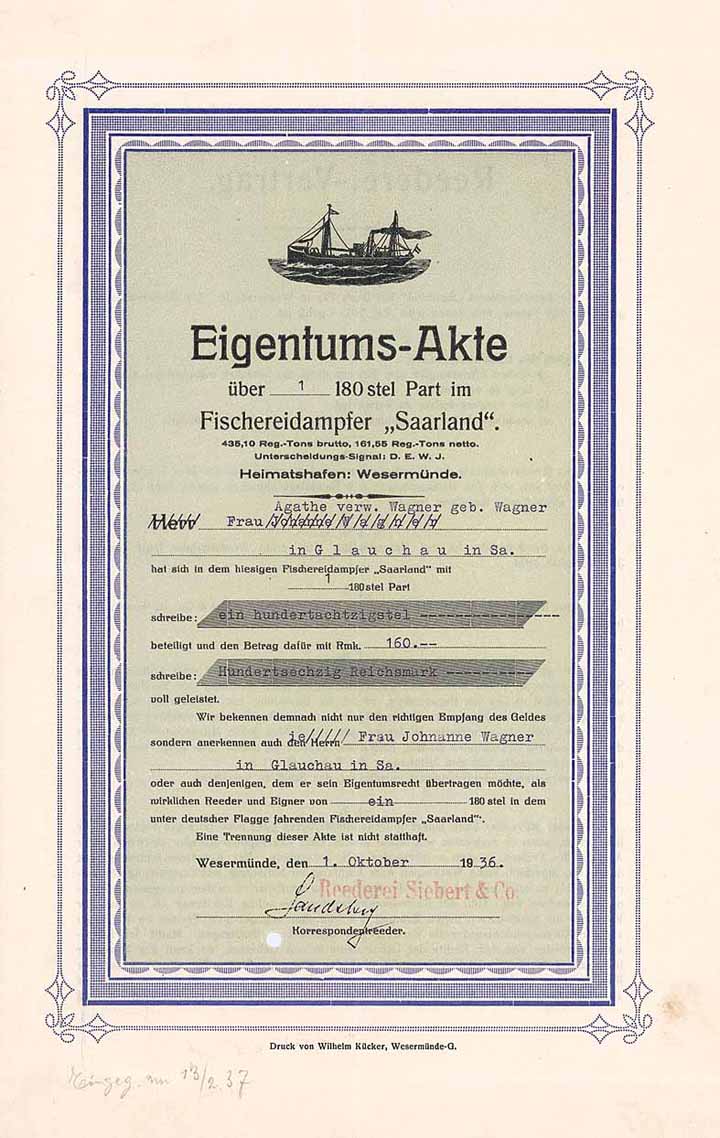 Eigentums-Akte
über 1 180stel Part im
Fischereidampfer „Saarland“.
435,10 Reg.-Tons brutto, 161,55 Reg.-Tons netto.
Unterscheidungs-Signal: D. E. W. J.
Heimatshafen: Wesermünde.
Agathe verw. Wagner geb. Wagner
Herr Frau
in Glauchau in Sa.
hat sich in dem hiesigen Fischereidampfer „Saarland“ mit
1 180stel Part
schreibe: ein hundertachtzigstel ----------
beteiligt und den Betrag dafür mit Rmk. 160.--
schreibe: Hundertsechzig Reichsmark ----------
voll geleistet.
Wir bekennen demnach nicht nur den richtigen Empfang des Geldes
sondern anerkennen auch den Herrn Frau Johnanne Wagner
in Glauchau in Sa.
oder auch denjenigen, dem er sein Eigentumsrecht übertragen möchte, als
wirklichen Reeder und Eigner von ein 180stel in dem
unter deutscher Flagge fahrenden Fischereidampfer „Saarland“.
Eine Trennung dieser Akte ist nicht statthaft.
Wesermünde, den 1. Oktober 1936.
Reederei Siebert & Co.
Korrespondentreeder.
Druck von Wilhelm Kücker, Wesermünde-G.
13/2.37